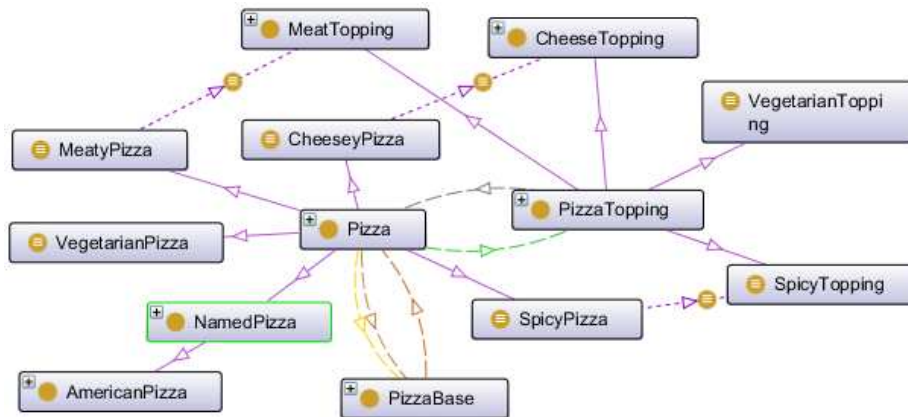 MeatTopping
CheeseTopping
VegetarianToppi
ng
MeatyPizza
CheeseyPizza
PizzaTopping
Pizza
VegetarianPizza
SpicyTopping
NamedPizza
SpicyPizza
AmericanPizza
PizzaBase